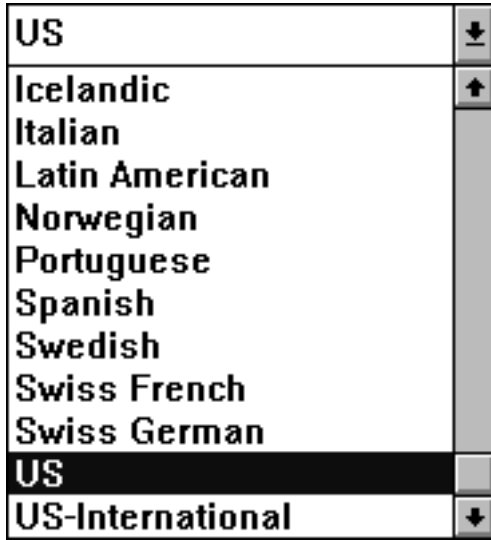 US
Icelandic
Italian
Latin American
Norwegian
Portuguese
Spanish
Swedish
Swiss French
Swiss German
US
US-International